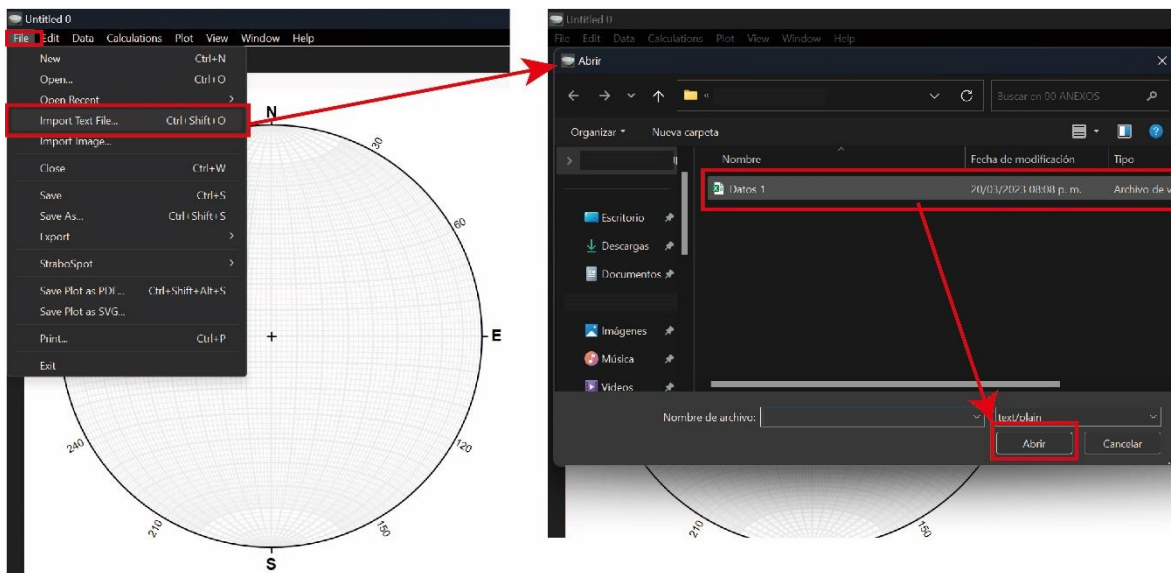 Untitled 0
File Edit Data Calculations Plot View Window Help
New Ctrl+N
Open... Ctrl+O
Open Recent >
Import Text File... Ctrl+Shift+O
Import Image...
Close Ctrl+W
Save Ctrl+S
Save As... Ctrl+Shift+S
Export >
StraboSpot >
Save Plot as PDF... Ctrl+Shift+Alt+S
Save Plot as SVG...
Print... Ctrl+P
Exit
N
30
60
E
120
150
S
210
240
Untitled 0
File Edit Data Calculations Plot View Window Help
Abrir
Buscar en 00 ANEXOS
Organizar Nueva carpeta
Nombre Fecha de modificación Tipo
Datos 1 20/03/2023 08:08 p. m. Archivo de v
Escritorio
Descargas
Documentos
Imágenes
Música
Videos
Nombre de archivo: text/plain
Abrir Cancelar
210
150